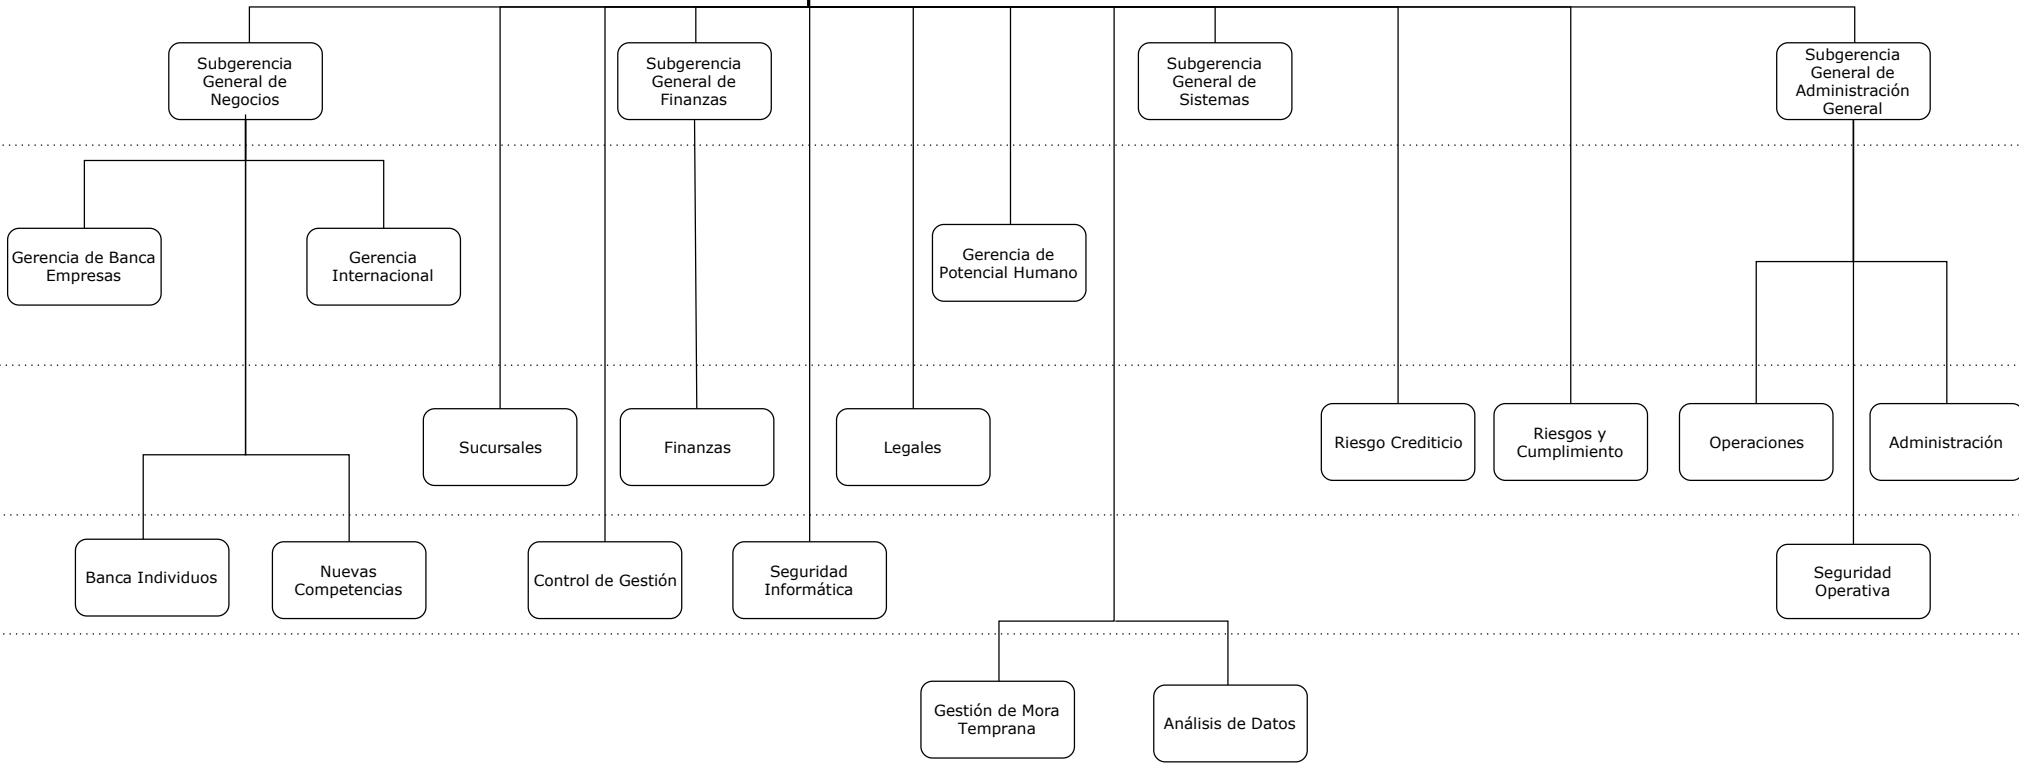 Subgerencia
General de
Negocios
Subgerencia
General de
Finanzas
Subgerencia
General de
Sistemas
Subgerencia
General de
Administración
General
Gerencia de Banca
Empresas
Gerencia
Internacional
Gerencia de
Potencial Humano
Sucursales
Finanzas
Legales
Riesgo Crediticio
Riesgos y
Cumplimiento
Operaciones
Administración
Banca Individuos
Nuevas
Competencias
Control de Gestión
Seguridad
Informática
Seguridad
Operativa
Gestión de Mora
Temprana
Análisis de Datos